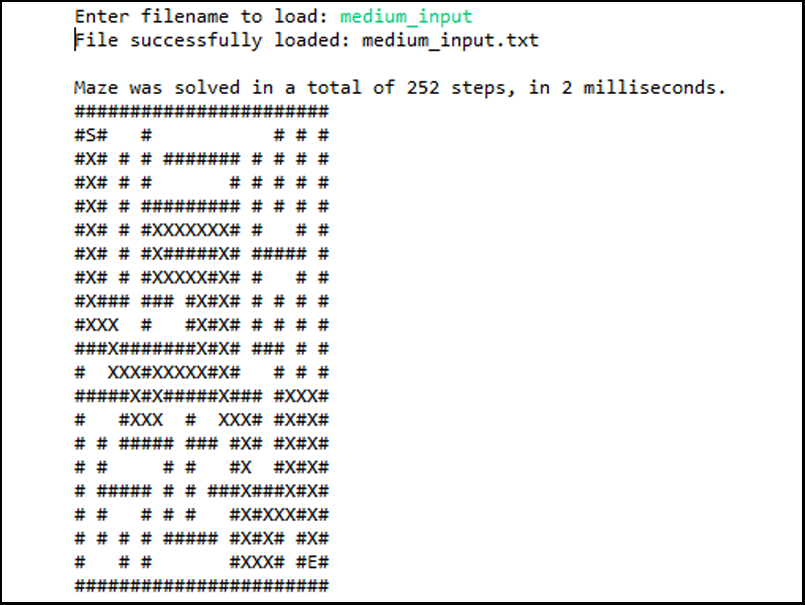 Enter filename to load: medium_input
File successfully loaded: medium_input.txt
Maze was solved in a total of 252 steps, in 2 milliseconds.
#######################
#S#   #           # # #
#X# # # ####### # # # #
#X# # #       # # # # #
#X# # ######### # # # #
#X# # #XXXXXXX# #   # #
#X# # #X#####X# ##### #
#X# # #XXXXX#X# #   # #
#X### ### #X#X# # # # #
#XXX  #   #X#X# # # # #
###X#######X#X# ### # #
#  XXX#XXXXX#X#   # # #
#####X#X#####X### #XXX#
#   #XXX  #  XXX# #X#X#
# # ##### ### #X# #X#X#
# #     # #   #X  #X#X#
# ##### # # ###X###X#X#
# #   # # #   #X#XXX#X#
# # # # ##### #X#X# #X#
#   # #       #XXX# #E#
#######################